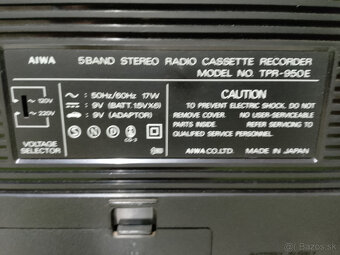 AIWA
5BAND STEREO RADIO CASSETTE RECORDER
MODEL NO. TPR-950E
~120V
~220V
VOLTAGE
SELECTOR
~ : 50Hz/60Hz 17W
⎓ : 9V (BATT. 1.5V×6)
⎓ : 9V (ADAPTOR)
S N D
CAUTION
TO PREVENT ELECTRIC SHOCK. DO NOT
REMOVE COVER. NO USER-SERVICEABLE
PARTS INSIDE. REFER SERVICING TO
QUALIFIED SERVICE PERSONNEL.
AIWA CO.,LTD. MADE IN JAPAN
bazos.sk